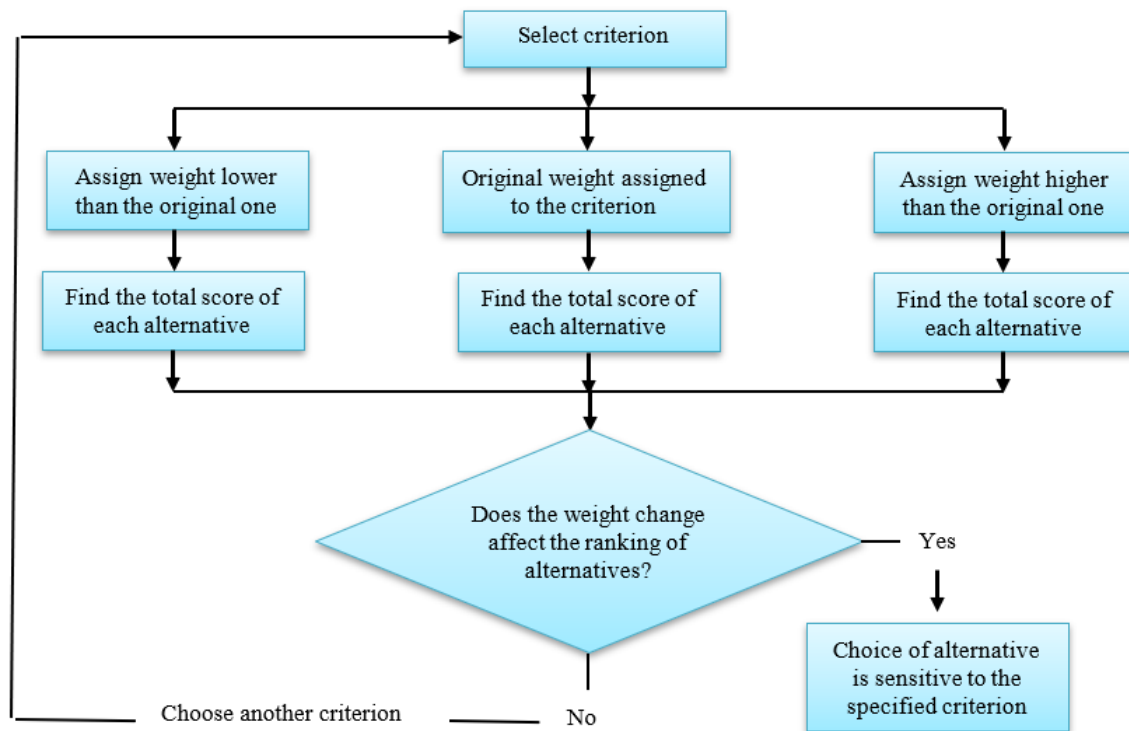 Select criterion
Assign weight lower
than the original one
Original weight assigned
to the criterion
Assign weight higher
than the original one
Find the total score of
each alternative
Find the total score of
each alternative
Find the total score of
each alternative
Does the weight change
affect the ranking of
alternatives?
Yes
Choice of alternative
is sensitive to the
specified criterion
No
Choose another criterion